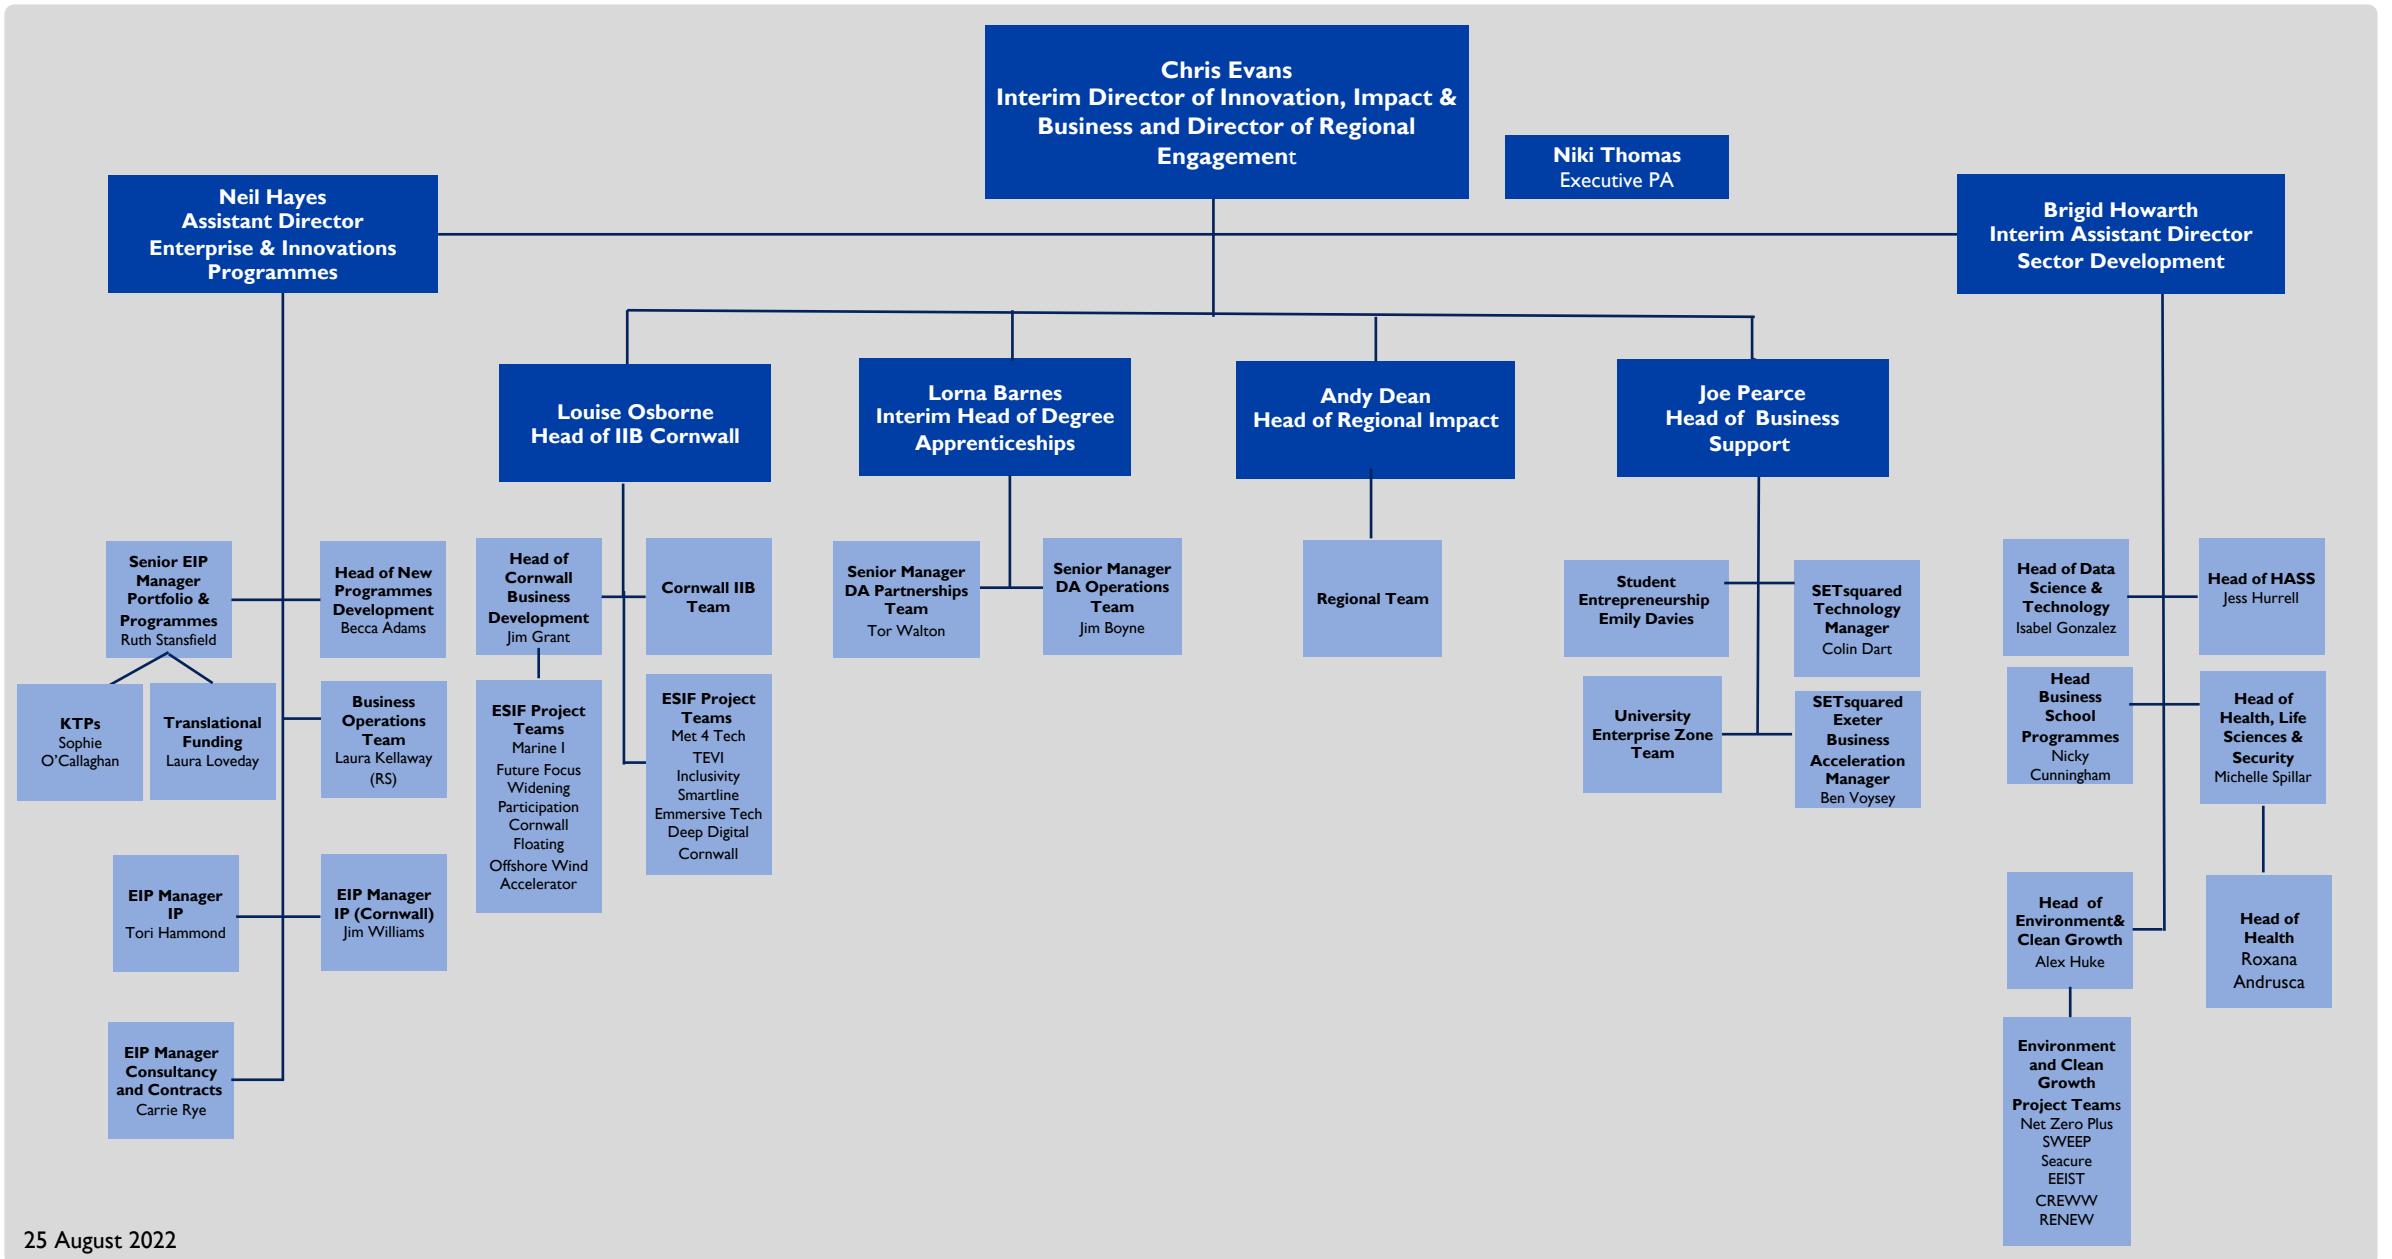 Chris Evans
Interim Director of Innovation, Impact &
Business and Director of Regional
Engagement
Niki Thomas
Executive PA
Neil Hayes
Assistant Director
Enterprise & Innovations
Programmes
Brigid Howarth
Interim Assistant Director
Sector Development
Louise Osborne
Head of IIB Cornwall
Lorna Barnes
Interim Head of Degree
Apprenticeships
Andy Dean
Head of Regional Impact
Joe Pearce
Head of Business
Support
Senior EIP
Manager
Portfolio &
Programmes
Ruth Stansfield
Head of New
Programmes
Development
Becca Adams
KTPs
Sophie
O'Callaghan
Translational
Funding
Laura Loveday
Business
Operations
Team
Laura Kellaway
(RS)
EIP Manager
IP
Tori Hammond
EIP Manager
IP (Cornwall)
Jim Williams
EIP Manager
Consultancy
and Contracts
Carrie Rye
Head of
Cornwall
Business
Development
Jim Grant
Cornwall IIB
Team
ESIF Project
Teams
Marine I
Future Focus
Widening
Participation
Cornwall
Floating
Offshore Wind
Accelerator
ESIF Project
Teams
Met 4 Tech
TEVI
Inclusivity
Smartline
Emmersive Tech
Deep Digital
Cornwall
Senior Manager
DA Partnerships
Team
Tor Walton
Senior Manager
DA Operations
Team
Jim Boyne
Regional Team
Student
Entrepreneurship
Emily Davies
SETsquared
Technology
Manager
Colin Dart
University
Enterprise Zone
Team
SETsquared
Exeter
Business
Acceleration
Manager
Ben Voysey
Head of Data
Science &
Technology
Isabel Gonzalez
Head of HASS
Jess Hurrell
Head
Business
School
Programmes
Nicky
Cunningham
Head of
Health, Life
Sciences &
Security
Michelle Spillar
Head of
Environment&
Clean Growth
Alex Huke
Head of
Health
Roxana
Andrusca
Environment
and Clean
Growth
Project Teams
Net Zero Plus
SWEEP
Seacure
EEIST
CREWW
RENEW
25 August 2022